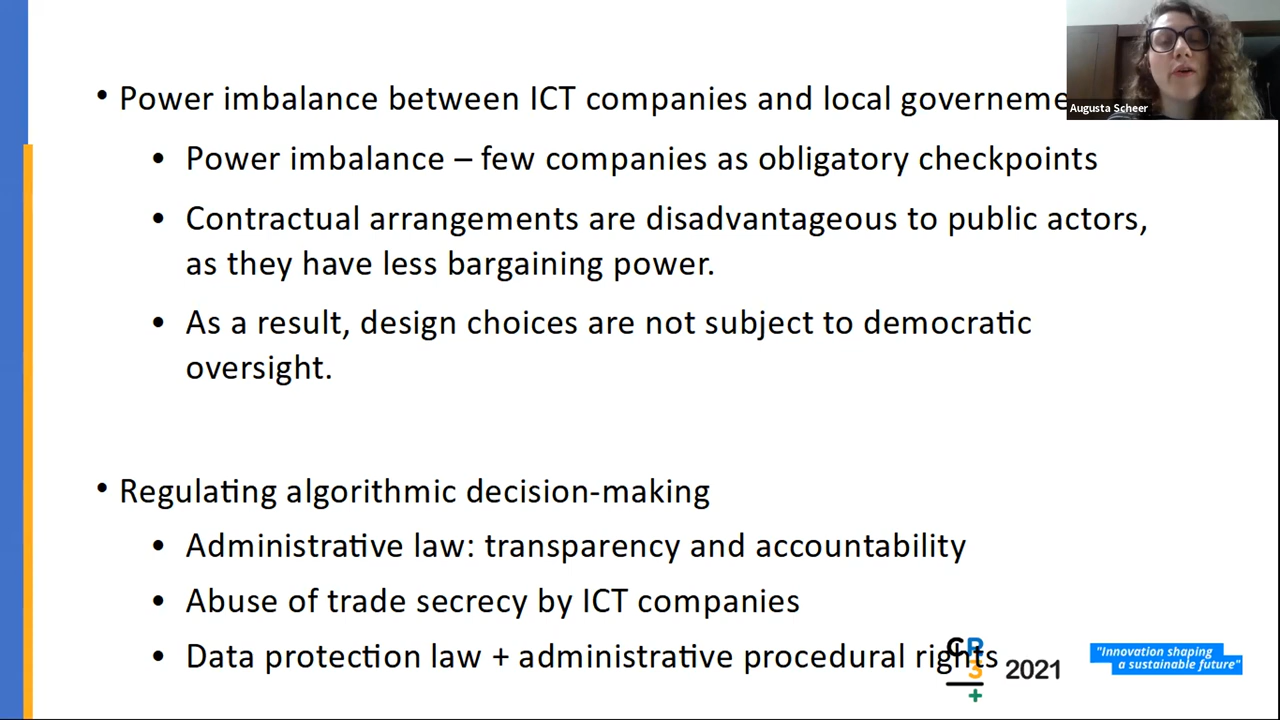 • Power imbalance between ICT companies and local governeme
Augusta Scheer
• Power imbalance – few companies as obligatory checkpoints
• Contractual arrangements are disadvantageous to public actors,
as they have less bargaining power.
• As a result, design choices are not subject to democratic
oversight.
• Regulating algorithmic decision-making
• Administrative law: transparency and accountability
• Abuse of trade secrecy by ICT companies
• Data protection law + administrative procedural rights
CR
3
+
2021
"Innovation shaping
a sustainable future"